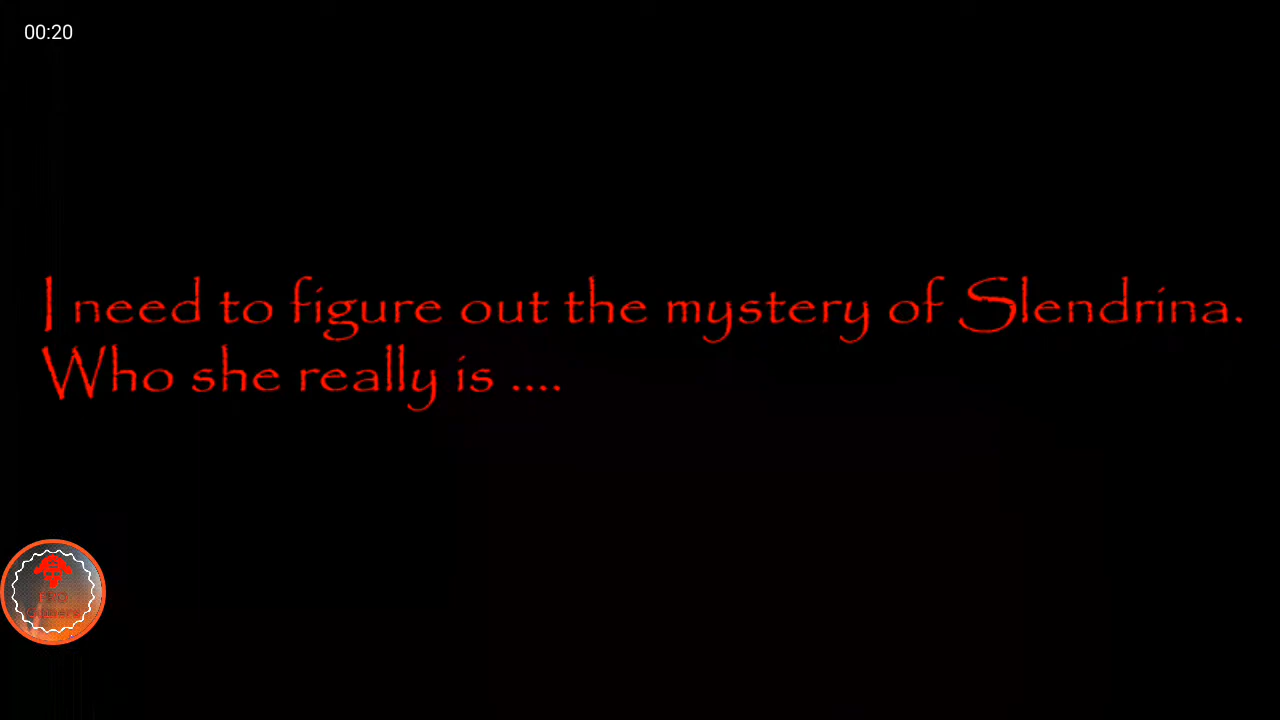 00:20
I need to figure out the mystery of Slendrina.
Who she really is ....